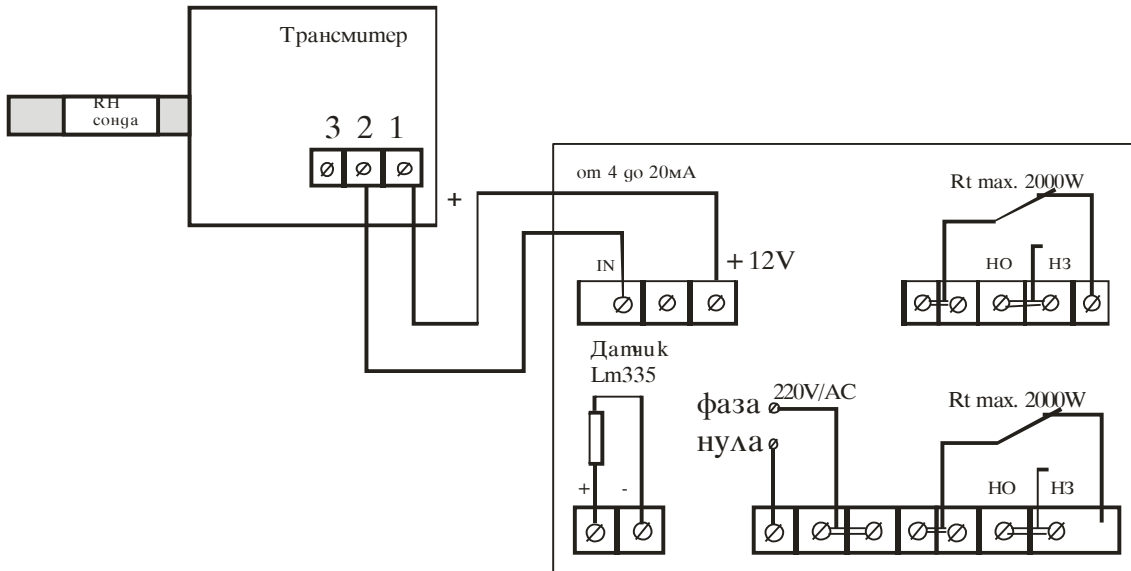 Трансмитер
RH
сонда
3 2 1
+
от 4 до 20мА
Rt max. 2000W
IN
+ 12V
НО НЗ
Датчик
Lm335
фаза 220V/AC
нула
Rt max. 2000W
+ -
НО НЗ